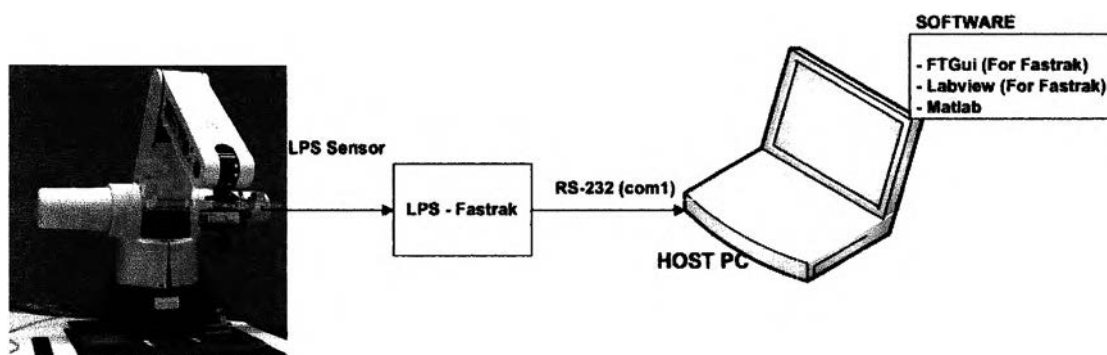 SOFTWARE
- FTGui (For Fastrak)
- Labview (For Fastrak)
- Matlab
LPS Sensor
LPS - Fastrak
RS-232 (com1)
HOST PC